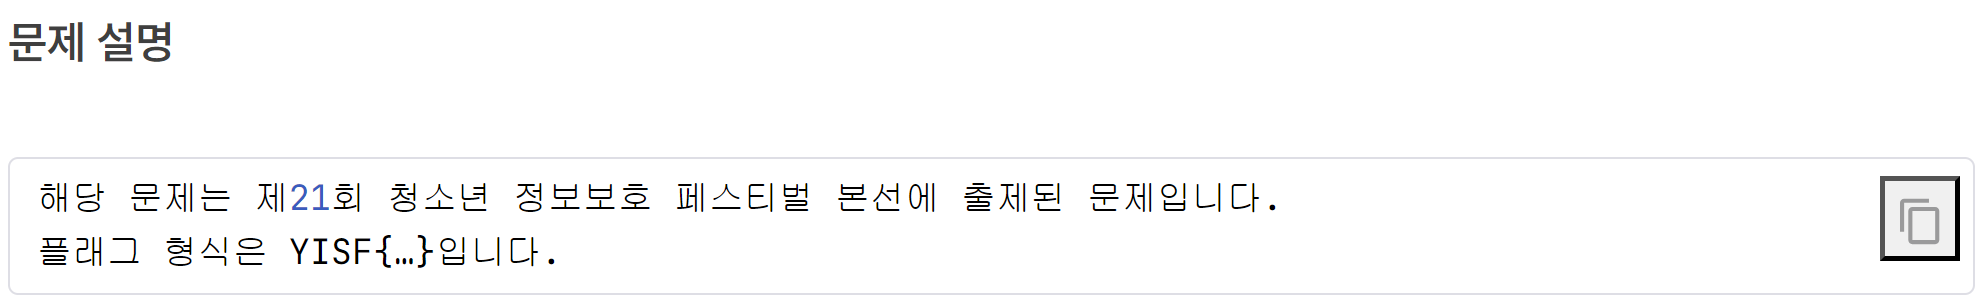 문제 설명
해당 문제는 제21회 청소년 정보보호 페스티벌 본선에 출제된 문제입니다.
플래그 형식은 YISF{…}입니다.